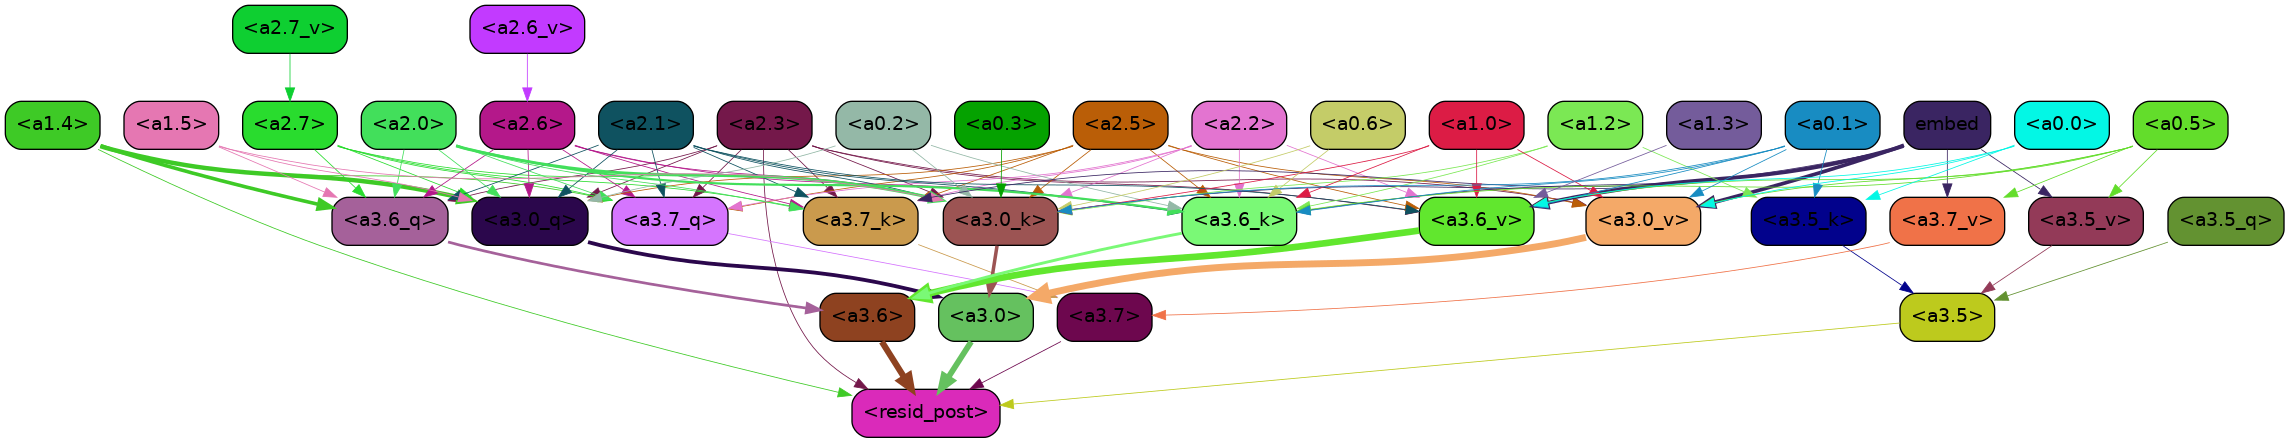 <a2.7_v> <a2.6_v>
<a1.4> <a1.5> <a2.7> <a2.0> <a2.6> <a2.1> <a2.3> <a0.2> <a0.3> <a2.5> <a2.2> <a0.6> <a1.0> <a1.2> <a1.3> <a0.1> embed <a0.0> <a0.5>
<a3.6_q> <a3.0_q> <a3.7_q> <a3.7_k> <a3.0_k> <a3.6_k> <a3.6_v> <a3.0_v> <a3.5_k> <a3.7_v> <a3.5_v> <a3.5_q>
<a3.6> <a3.0> <a3.7> <a3.5>
<resid_post>